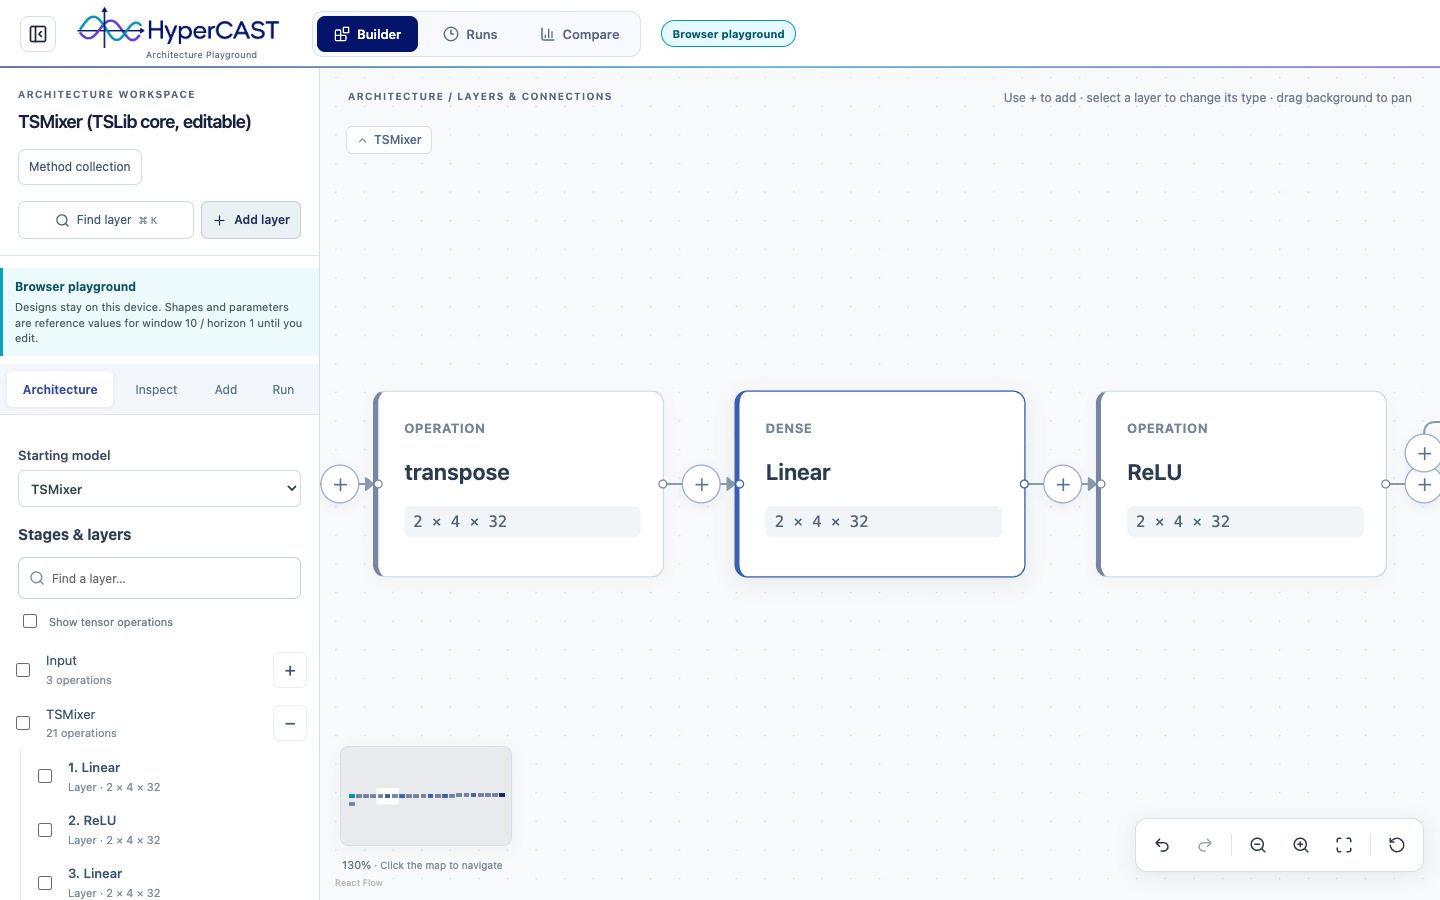 HyperCAST
Architecture Playground
Builder
Runs
Compare
Browser playground
ARCHITECTURE WORKSPACE
TSMixer (TSLib core, editable)
Method collection
Find layer ⌘ K
Add layer
Browser playground
Designs stay on this device. Shapes and parameters
are reference values for window 10 / horizon 1 until you
edit.
Architecture
Inspect
Add
Run
Starting model
TSMixer
Stages & layers
Find a layer...
Show tensor operations
Input
3 operations
TSMixer
21 operations
1. Linear
Layer · 2 × 4 × 32
2. ReLU
Layer · 2 × 4 × 32
3. Linear
Layer · 2 × 4 × 32
ARCHITECTURE / LAYERS & CONNECTIONS
Use + to add · select a layer to change its type · drag background to pan
TSMixer
OPERATION
transpose
2 × 4 × 32
DENSE
Linear
2 × 4 × 32
OPERATION
ReLU
2 × 4 × 32
130% · Click the map to navigate
React Flow